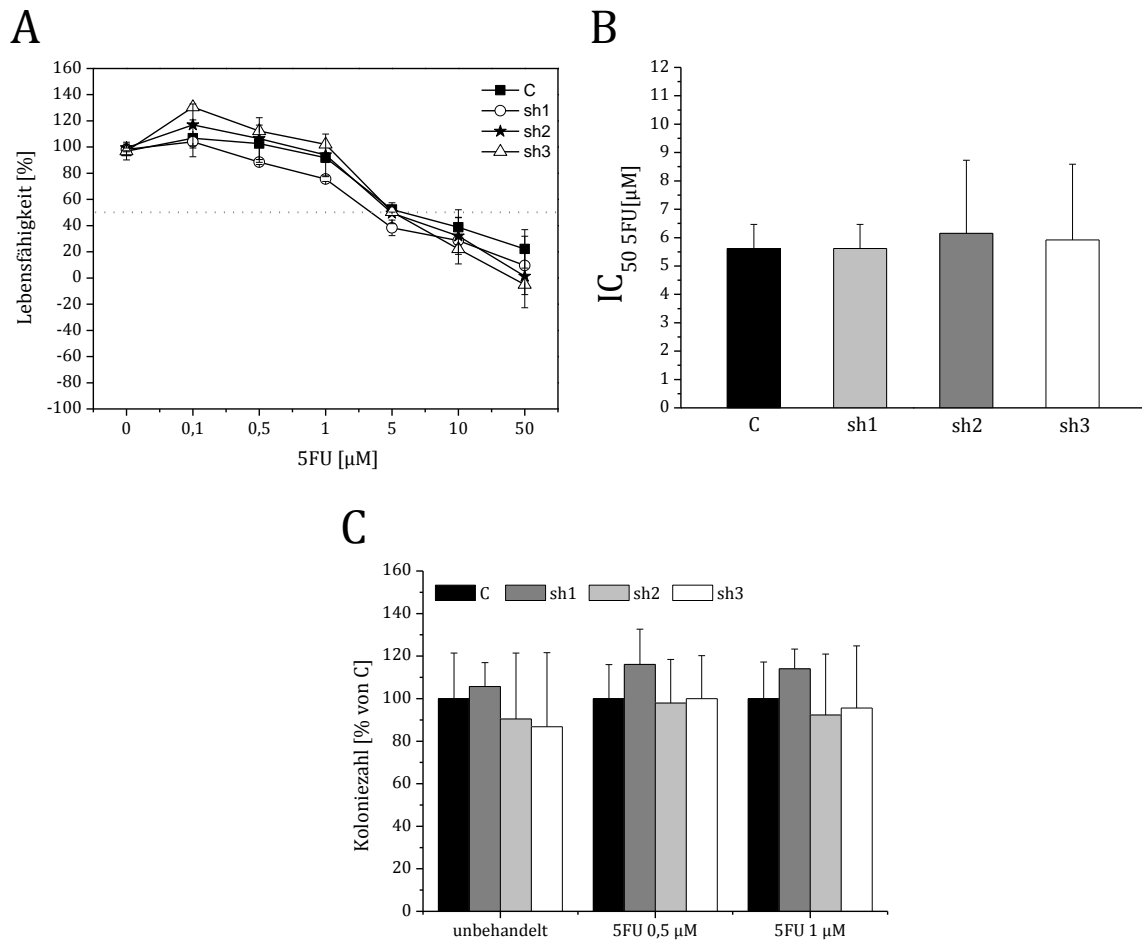 A
Lebensfähigkeit [%]
160
140
120
100
80
60
40
20
0
-20
-40
-60
-80
-100
C
sh1
sh2
sh3
0 0,1 0,5 1 5 10 50
5FU [µM]
B
IC50 5FU[µM]
12
11
10
9
8
7
6
5
4
3
2
1
0
C sh1 sh2 sh3
C
Koloniezahl [% von C]
160
140
120
100
80
60
40
20
0
C sh1 sh2 sh3
unbehandelt 5FU 0,5 µM 5FU 1 µM